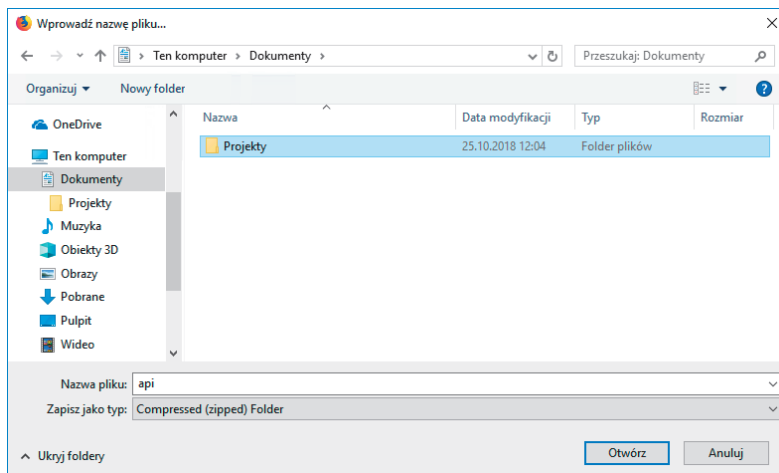 Wprowadź nazwę pliku...
Ten komputer > Dokumenty >
Przeszukaj: Dokumenty
Organizuj
Nowy folder
?
Nazwa
Data modyfikacji
Typ
Rozmiar
Projekty
25.10.2018 12:04
Folder plików
OneDrive
Ten komputer
Dokumenty
Projekty
Muzyka
Obiekty 3D
Obrazy
Pobrane
Pulpit
Wideo
Nazwa pliku: api
Zapisz jako typ: Compressed (zipped) Folder
Ukryj foldery
Otwórz
Anuluj